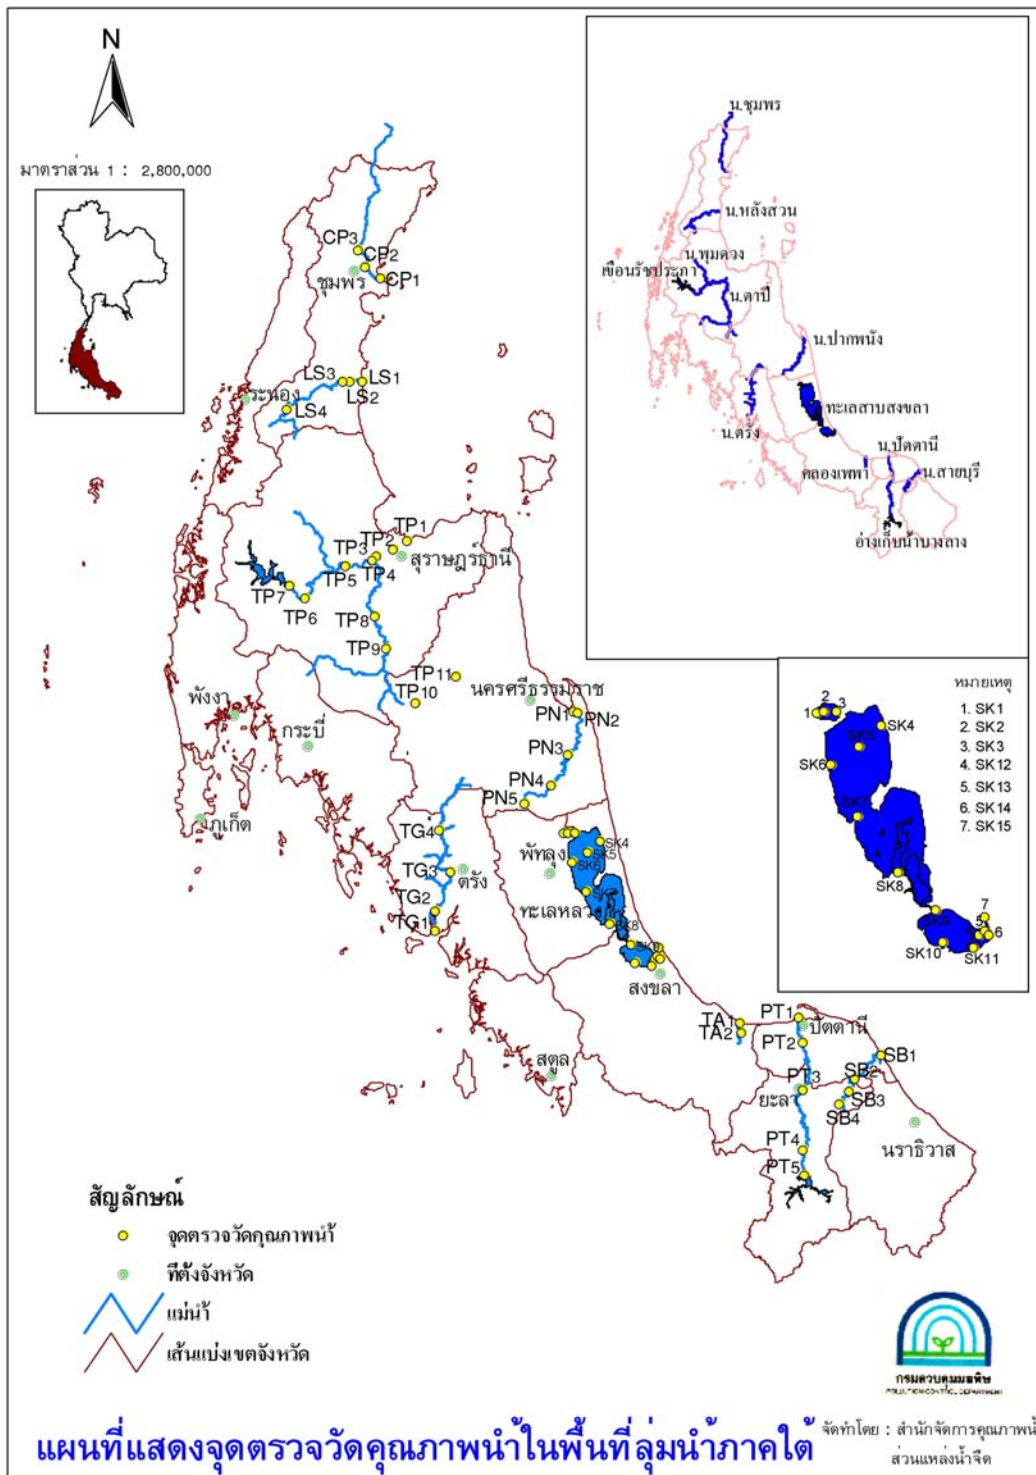 N
มาตราส่วน 1 : 2,800,000
น.ชุมพร
น.หลังสวน
น.พุมดวง
เขื่อนรัชประภา
น.ตาปี
น.ปากพนัง
ทะเลสาบสงขลา
น.ตรัง
น.ปัตตานี
คลองเทพา
น.สายบุรี
อ่างเก็บน้ำบางลาง
CP3
CP2
ชุมพร
CP1
LS3
LS1
LS2
ระนอง
LS4
TP1
TP2
TP3
สุราษฎร์ธานี
TP4
TP5
TP7
TP6
TP8
TP9
TP11
TP10
นครศรีธรรมราช
พังงา
กระบี่
PN1
PN2
PN3
PN4
PN5
ภูเก็ต
TG4
TG3
ตรัง
TG2
TG1
พัทลุง
SK4
SK5
SK6
SK7
ทะเลหลวง
SK8
SK9
สงขลา
สตูล
TA1
TA2
PT1
ปัตตานี
PT2
PT3
ยะลา
SB1
SB2
SB3
SB4
PT4
PT5
นราธิวาส
หมายเหตุ
1. SK1
2. SK2
3. SK3
4. SK12
5. SK13
6. SK14
7. SK15
2
1
3
SK4
SK5
SK6
SK7
SK8
SK9
7
5
6
SK10
SK11
สัญลักษณ์
จุดตรวจวัดคุณภาพน้ำ
ที่ตั้งจังหวัด
แม่น้ำ
เส้นแบ่งเขตจังหวัด
กรมควบคุมมลพิษ
POLLUTION CONTROL DEPARTMENT
แผนที่แสดงจุดตรวจวัดคุณภาพน้ำในพื้นที่ลุ่มน้ำภาคใต้
จัดทำโดย : สำนักจัดการคุณภาพน้ำ
ส่วนแหล่งน้ำจืด